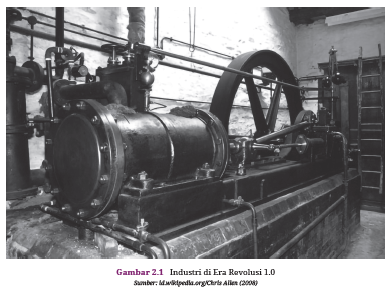 Gambar 2.1 Industri di Era Revolusi 1.0
Sumber: id.wikipedia.org/Chris Allen (2008)